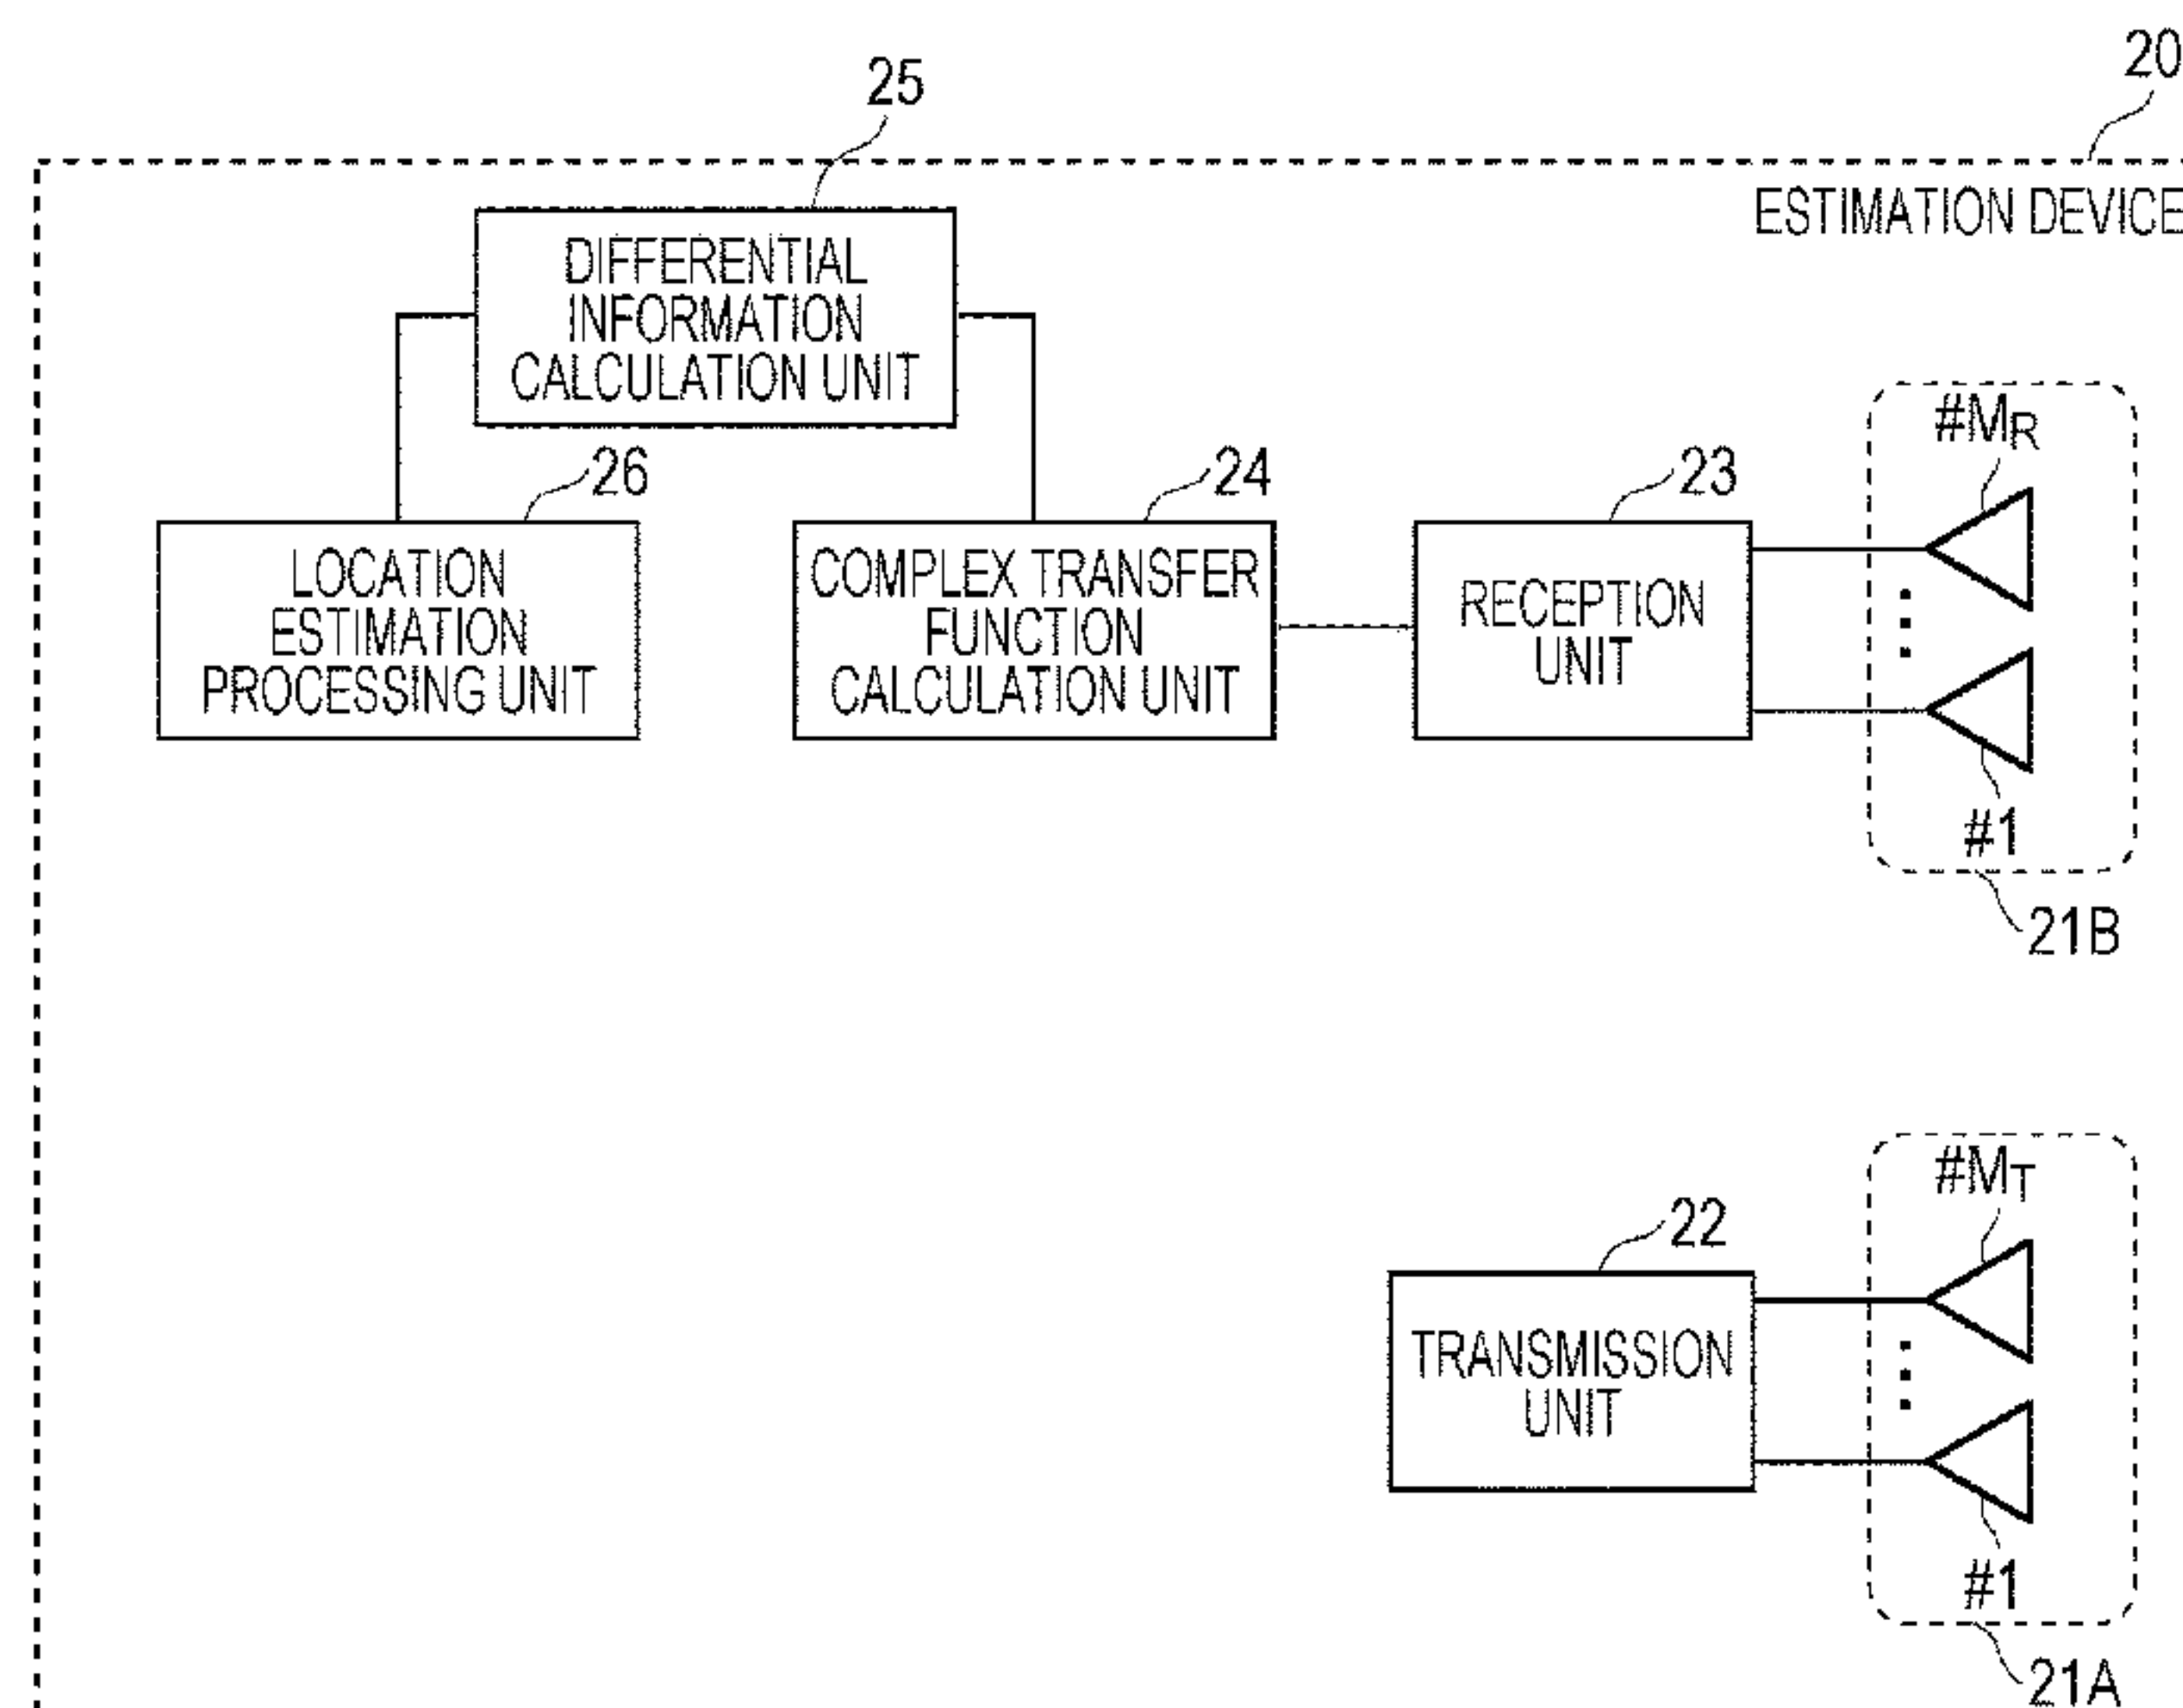 20
25
ESTIMATION DEVICE
DIFFERENTIAL
INFORMATION
CALCULATION UNIT
26
24
23
#MR
LOCATION
ESTIMATION
PROCESSING UNIT
COMPLEX TRANSFER
FUNCTION
CALCULATION UNIT
RECEPTION
UNIT
#1
21B
#MT
22
TRANSMISSION
UNIT
#1
21A